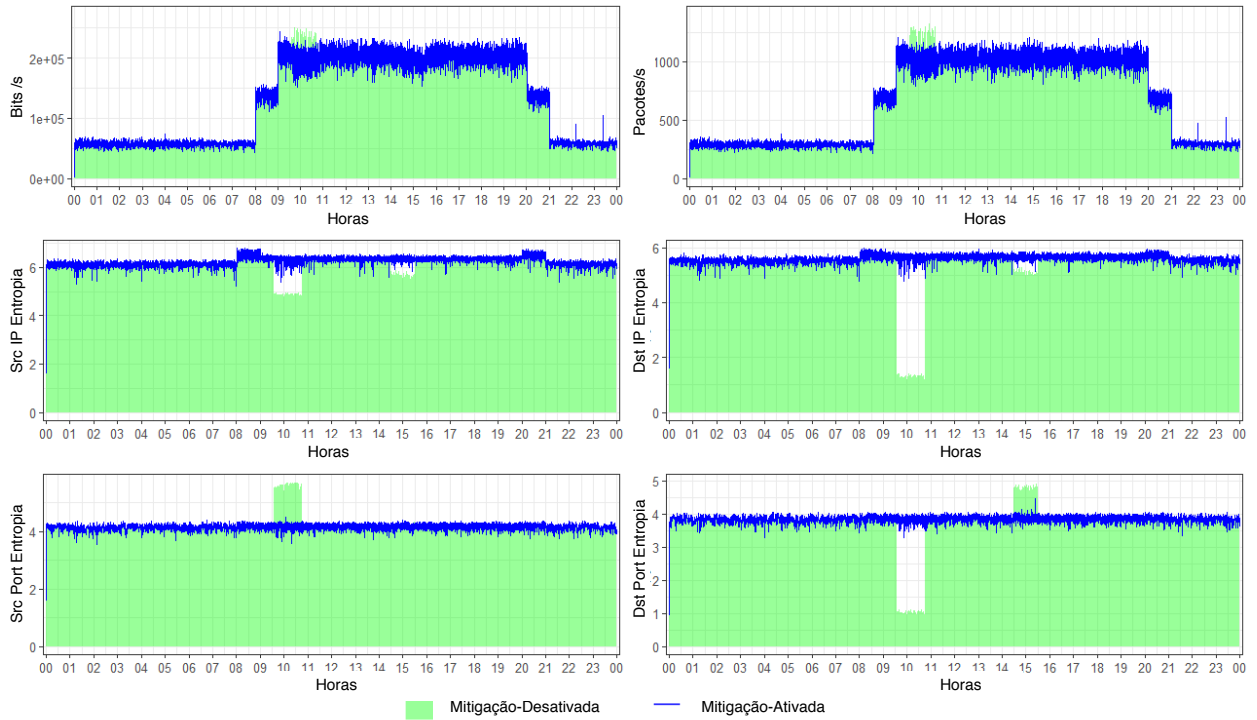 Bits /s
2e+05
1e+05
0e+00
00 01 02 03 04 05 06 07 08 09 10 11 12 13 14 15 16 17 18 19 20 21 22 23 00
Horas
Pacotes/s
1000
500
0
00 01 02 03 04 05 06 07 08 09 10 11 12 13 14 15 16 17 18 19 20 21 22 23 00
Horas
Src IP Entropia
6
4
2
0
00 01 02 03 04 05 06 07 08 09 10 11 12 13 14 15 16 17 18 19 20 21 22 23 00
Horas
Dst IP Entropia
6
4
2
0
00 01 02 03 04 05 06 07 08 09 10 11 12 13 14 15 16 17 18 19 20 21 22 23 00
Horas
Src Port Entropia
4
2
0
00 01 02 03 04 05 06 07 08 09 10 11 12 13 14 15 16 17 18 19 20 21 22 23 00
Horas
Dst Port Entropia
5
4
3
2
1
0
00 01 02 03 04 05 06 07 08 09 10 11 12 13 14 15 16 17 18 19 20 21 22 23 00
Horas
Mitigação-Desativada
Mitigação-Ativada